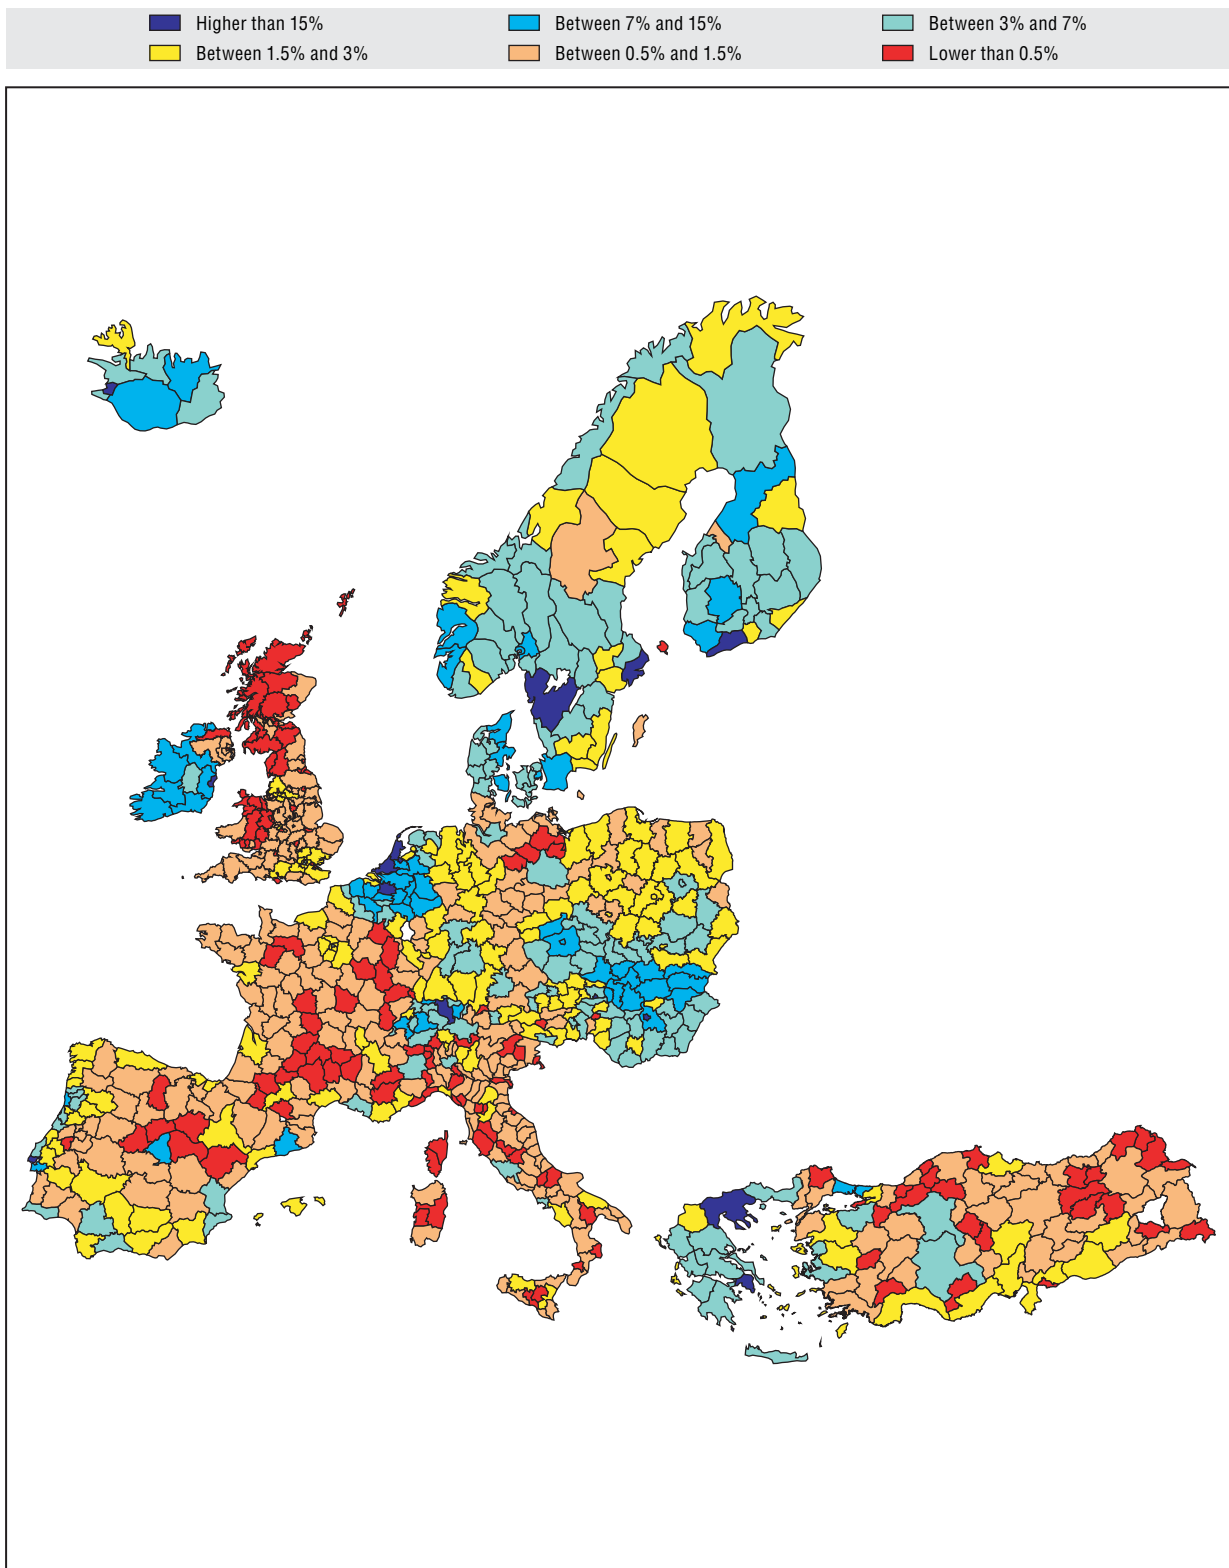 Higher than 15% Between 7% and 15% Between 3% and 7%
Between 1.5% and 3% Between 0.5% and 1.5% Lower than 0.5%